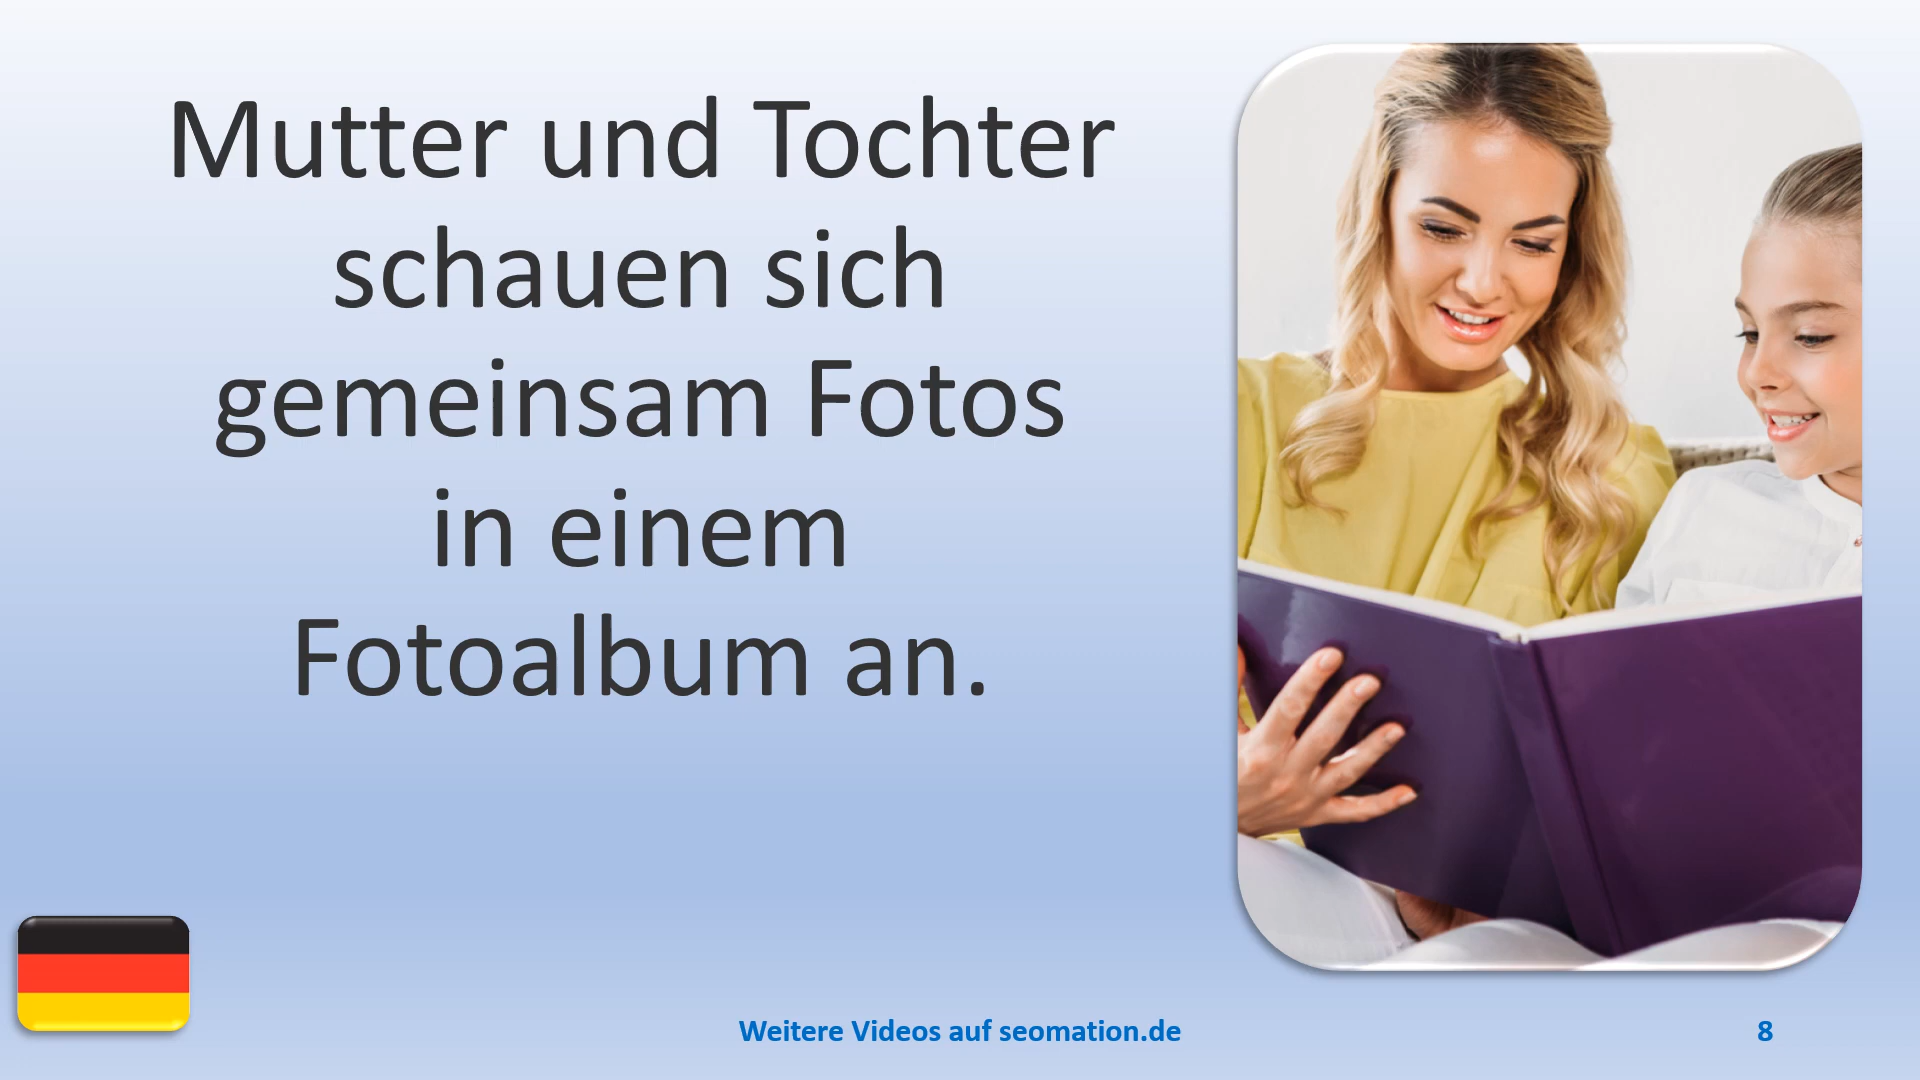 Mutter und Tochter
schauen sich
gemeinsam Fotos
in einem
Fotoalbum an.
Weitere Videos auf seomation.de
8